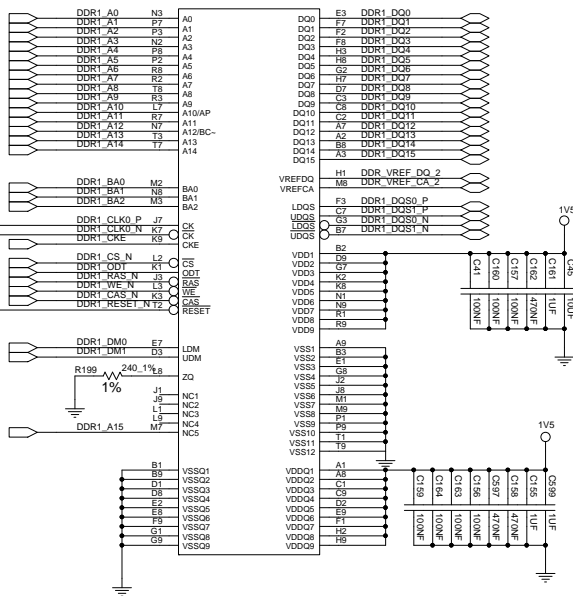 DDR1_A0 N3 A0
DDR1_A1 P7 A1
DDR1_A2 P3 A2
DDR1_A3 N2 A3
DDR1_A4 P8 A4
DDR1_A5 P2 A5
DDR1_A6 R8 A6
DDR1_A7 R2 A7
DDR1_A8 T8 A8
DDR1_A9 R3 A9
DDR1_A10 L7 A10/AP
DDR1_A11 R7 A11
DDR1_A12 N7 A12/BC~
DDR1_A13 T3 A13
DDR1_A14 T7 A14
DDR1_BA0 M2 BA0
DDR1_BA1 N8 BA1
DDR1_BA2 M3 BA2
DDR1_CLK0_P J7 CK
DDR1_CLK0_N K7 CK
DDR1_CKE K9 CKE
DDR1_CS_N L2 CS
DDR1_ODT K1 ODT
DDR1_RAS_N J3 RAS
DDR1_WE_N L3 WE
DDR1_CAS_N K3 CAS
DDR1_RESET_N T2 RESET
DDR1_DM0 E7 LDM
DDR1_DM1 D3 UDM
R199 240_1% L8 ZQ
1%
J1 NC1
J9 NC2
L1 NC3
L9 NC4
DDR1_A15 M7 NC5
B1 VSSQ1
B9 VSSQ2
D1 VSSQ3
D8 VSSQ4
E2 VSSQ5
E8 VSSQ6
F9 VSSQ7
G1 VSSQ8
G9 VSSQ9
DQ0 E3 DDR1_DQ0
DQ1 F7 DDR1_DQ1
DQ2 F2 DDR1_DQ2
DQ3 F8 DDR1_DQ3
DQ4 H3 DDR1_DQ4
DQ5 H8 DDR1_DQ5
DQ6 G2 DDR1_DQ6
DQ7 H7 DDR1_DQ7
DQ8 D7 DDR1_DQ8
DQ9 C3 DDR1_DQ9
DQ10 C8 DDR1_DQ10
DQ11 C2 DDR1_DQ11
DQ12 A7 DDR1_DQ12
DQ13 A2 DDR1_DQ13
DQ14 B8 DDR1_DQ14
DQ15 A3 DDR1_DQ15
VREFDQ H1 DDR_VREF_DQ_2
VREFCA M8 DDR_VREF_CA_2
LDQS F3 DDR1_DQS0_P
UDQS C7 DDR1_DQS1_P
LDQS G3 DDR1_DQS0_N
UDQS B7 DDR1_DQS1_N
VDD1 B2
VDD2 D9
VDD3 G7
VDD4 K2
VDD5 K8
VDD6 N1
VDD7 N9
VDD8 R1
VDD9 R9
VSS1 A9
VSS2 B3
VSS3 E1
VSS4 G8
VSS5 J2
VSS6 J8
VSS7 M1
VSS8 M9
VSS9 P1
VSS10 P9
VSS11 T1
VSS12 T9
VDDQ1 A1
VDDQ2 A8
VDDQ3 C1
VDDQ4 C9
VDDQ5 D2
VDDQ6 E9
VDDQ7 F1
VDDQ8 H2
VDDQ9 H9
1V5
C41 100NF
C160 100NF
C157 100NF
C162 470NF
C161 1UF
C45 10UF
1V5
C159 100NF
C164 100NF
C163 100NF
C156 100NF
C597 470NF
C158 470NF
C155 1UF
C599 1UF